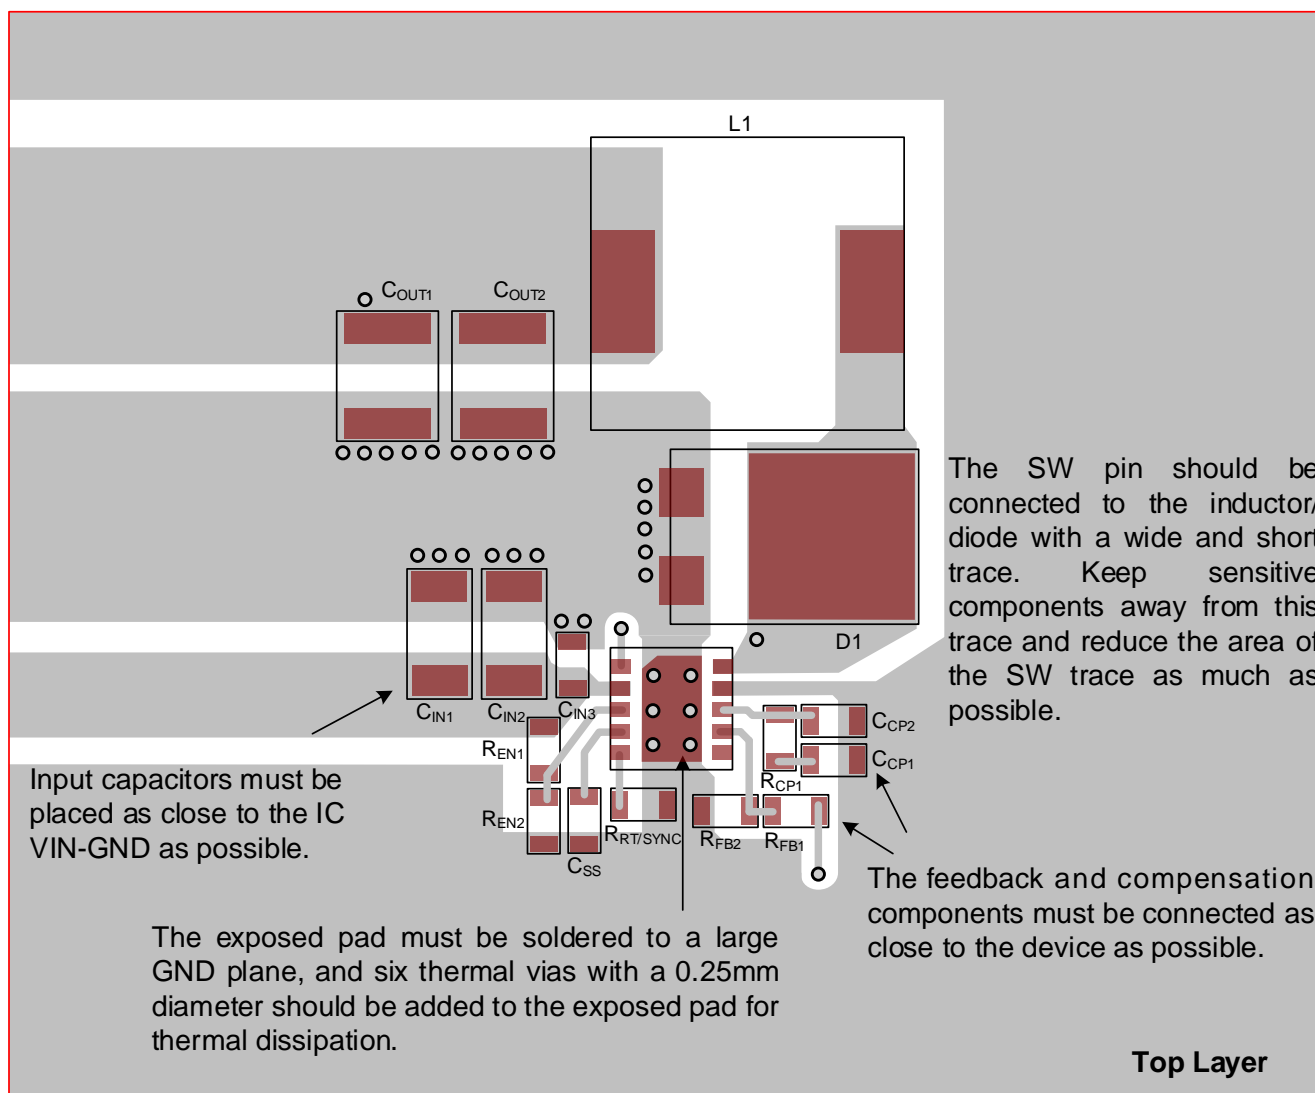 L1
COUT1
COUT2
The SW pin should be
connected to the inductor/
diode with a wide and short
trace. Keep sensitive
components away from this
trace and reduce the area of
the SW trace as much as
possible.
D1
CIN1
CIN2
CIN3
CCP2
REN1
CCP1
RCP1
Input capacitors must be
placed as close to the IC
VIN-GND as possible.
REN2
RRT/SYNC
RFB2
RFB1
CSS
The feedback and compensation
components must be connected as
close to the device as possible.
The exposed pad must be soldered to a large
GND plane, and six thermal vias with a 0.25mm
diameter should be added to the exposed pad for
thermal dissipation.
Top Layer